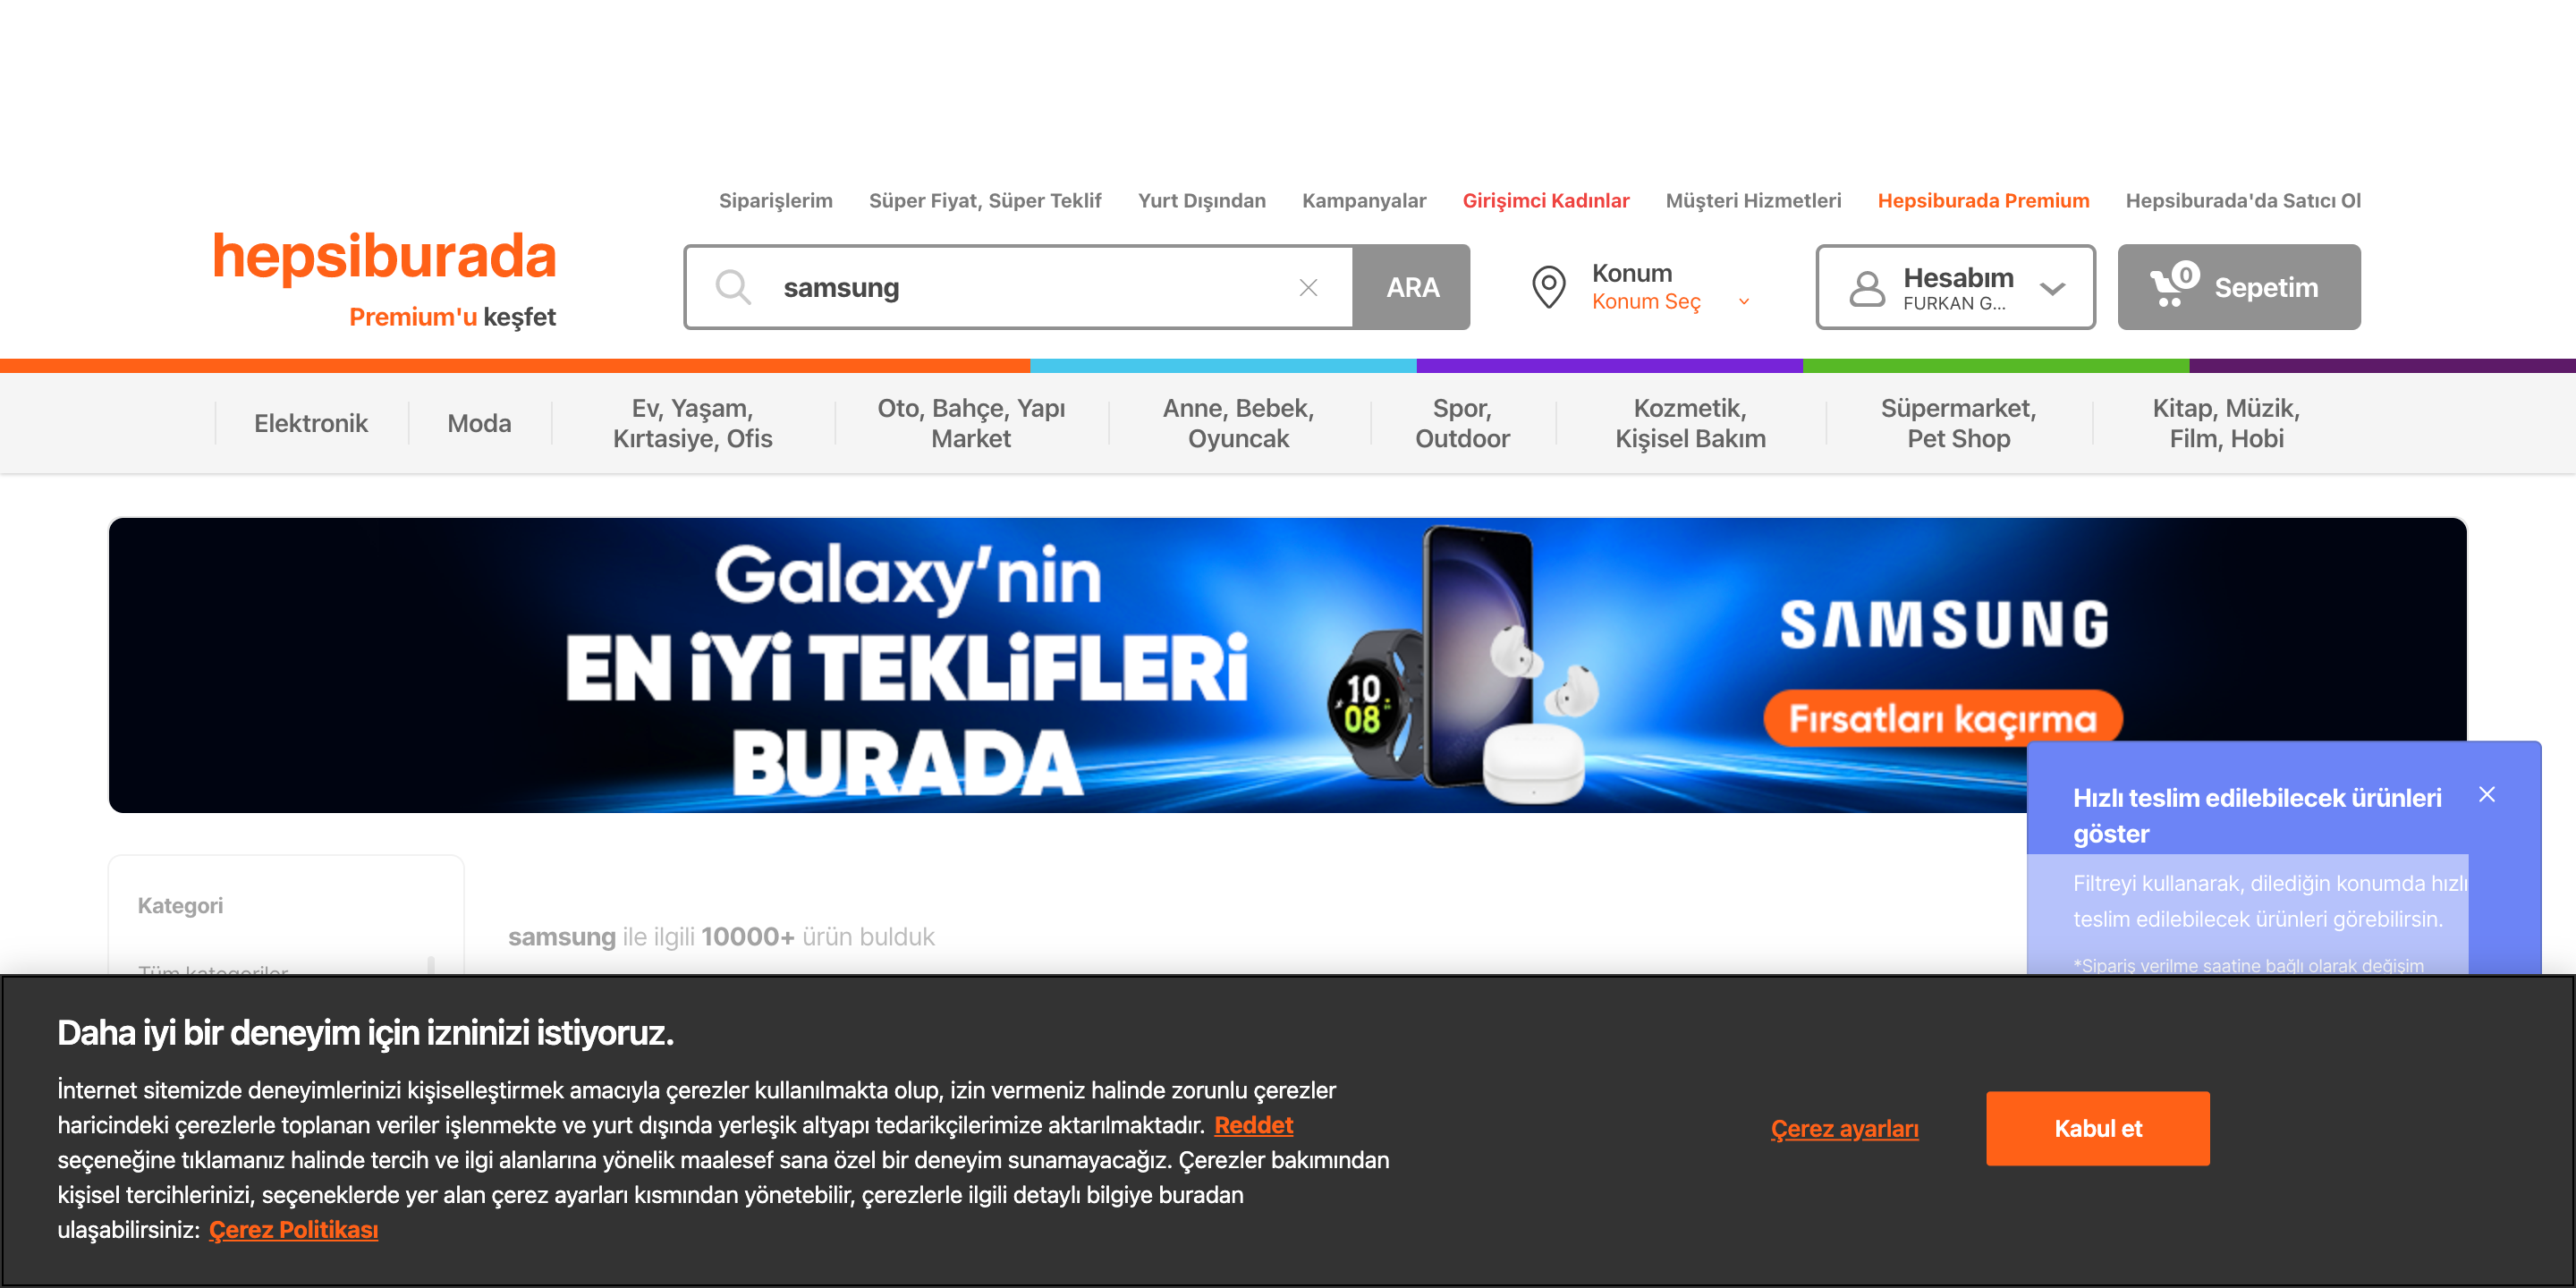 Siparişlerim Süper Fiyat, Süper Teklif Yurt Dışından Kampanyalar Girişimci Kadınlar Müşteri Hizmetleri Hepsiburada Premium Hepsiburada'da Satıcı Ol
hepsiburada
Premium'u keşfet
samsung
ARA
Konum
Konum Seç
Hesabım
FURKAN G...
0
Sepetim
Elektronik
Moda
Ev, Yaşam,
Kırtasiye, Ofis
Oto, Bahçe, Yapı
Market
Anne, Bebek,
Oyuncak
Spor,
Outdoor
Kozmetik,
Kişisel Bakım
Süpermarket,
Pet Shop
Kitap, Müzik,
Film, Hobi
Galaxy'nin
EN İYİ TEKLİFLERİ
BURADA
10
08
SAMSUNG
Fırsatları kaçırma
Hızlı teslim edilebilecek ürünleri
göster
Filtreyi kullanarak, dilediğin konumda hızlı
teslim edilebilecek ürünleri görebilirsin.
*Sipariş verilme saatine bağlı olarak değişim
Kategori
Tüm kategoriler
samsung ile ilgili 10000+ ürün bulduk
Daha iyi bir deneyim için izninizi istiyoruz.
İnternet sitemizde deneyimlerinizi kişiselleştirmek amacıyla çerezler kullanılmakta olup, izin vermeniz halinde zorunlu çerezler
haricindeki çerezlerle toplanan veriler işlenmekte ve yurt dışında yerleşik altyapı tedarikçilerimize aktarılmaktadır. Reddet
seçeneğine tıklamanız halinde tercih ve ilgi alanlarına yönelik maalesef sana özel bir deneyim sunamayacağız. Çerezler bakımından
kişisel tercihlerinizi, seçeneklerde yer alan çerez ayarları kısmından yönetebilir, çerezlerle ilgili detaylı bilgiye buradan
ulaşabilirsiniz: Çerez Politikası
Çerez ayarları
Kabul et